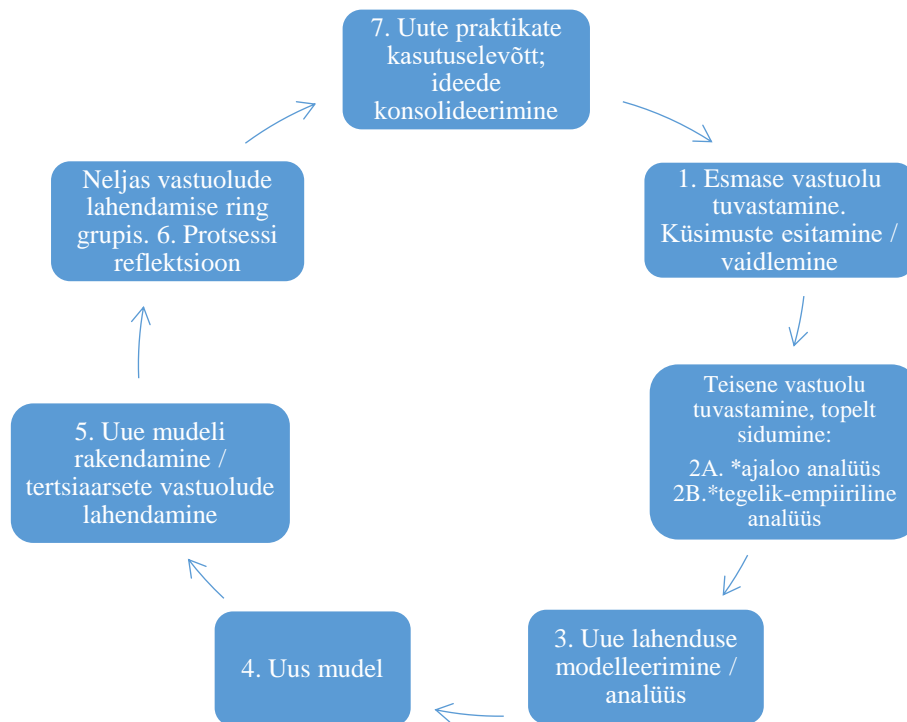 7. Uute praktikate
kasutuselevõtt;
ideede
konsolideerimine
1. Esmase vastuolu
tuvastamine.
Küsimuste esitamine /
vaidlemine
Teisene vastuolu
tuvastamine, topelt
sidumine:
2A. *ajaloo analüüs
2B.*tegelik-empiiriline
analüüs
3. Uue lahenduse
modelleerimine /
analüüs
4. Uus mudel
5. Uue mudeli
rakendamine /
tertsiaarsete vastuolude
lahendamine
Neljas vastuolude
lahendamise ring
grupis. 6. Protsessi
reflektsioon